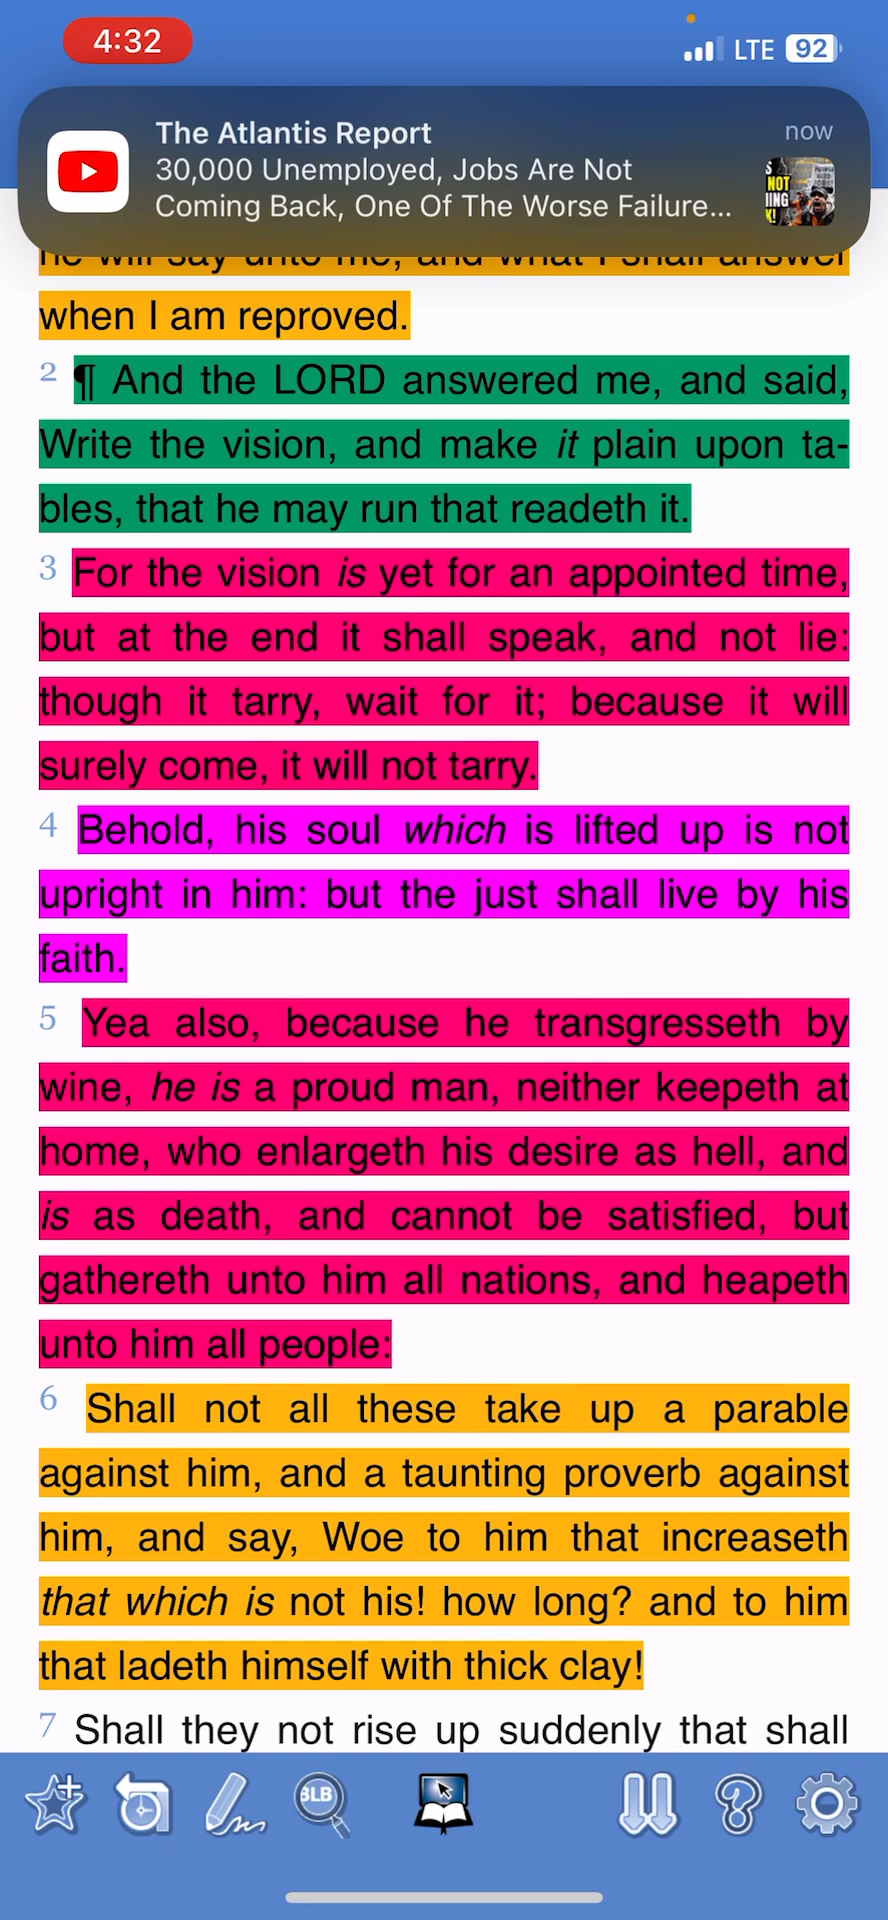 4:32
LTE 92
The Atlantis Report
now
30,000 Unemployed, Jobs Are Not
Coming Back, One Of The Worse Failure...
NOT
he will say unto me, and what I shall answer
when I am reproved.
2 ¶ And the LORD answered me, and said,
Write the vision, and make it plain upon ta-
bles, that he may run that readeth it.
3 For the vision is yet for an appointed time,
but at the end it shall speak, and not lie:
though it tarry, wait for it; because it will
surely come, it will not tarry.
4 Behold, his soul which is lifted up is not
upright in him: but the just shall live by his
faith.
5 Yea also, because he transgresseth by
wine, he is a proud man, neither keepeth at
home, who enlargeth his desire as hell, and
is as death, and cannot be satisfied, but
gathereth unto him all nations, and heapeth
unto him all people:
6 Shall not all these take up a parable
against him, and a taunting proverb against
him, and say, Woe to him that increaseth
that which is not his! how long? and to him
that ladeth himself with thick clay!
7 Shall they not rise up suddenly that shall
BLB